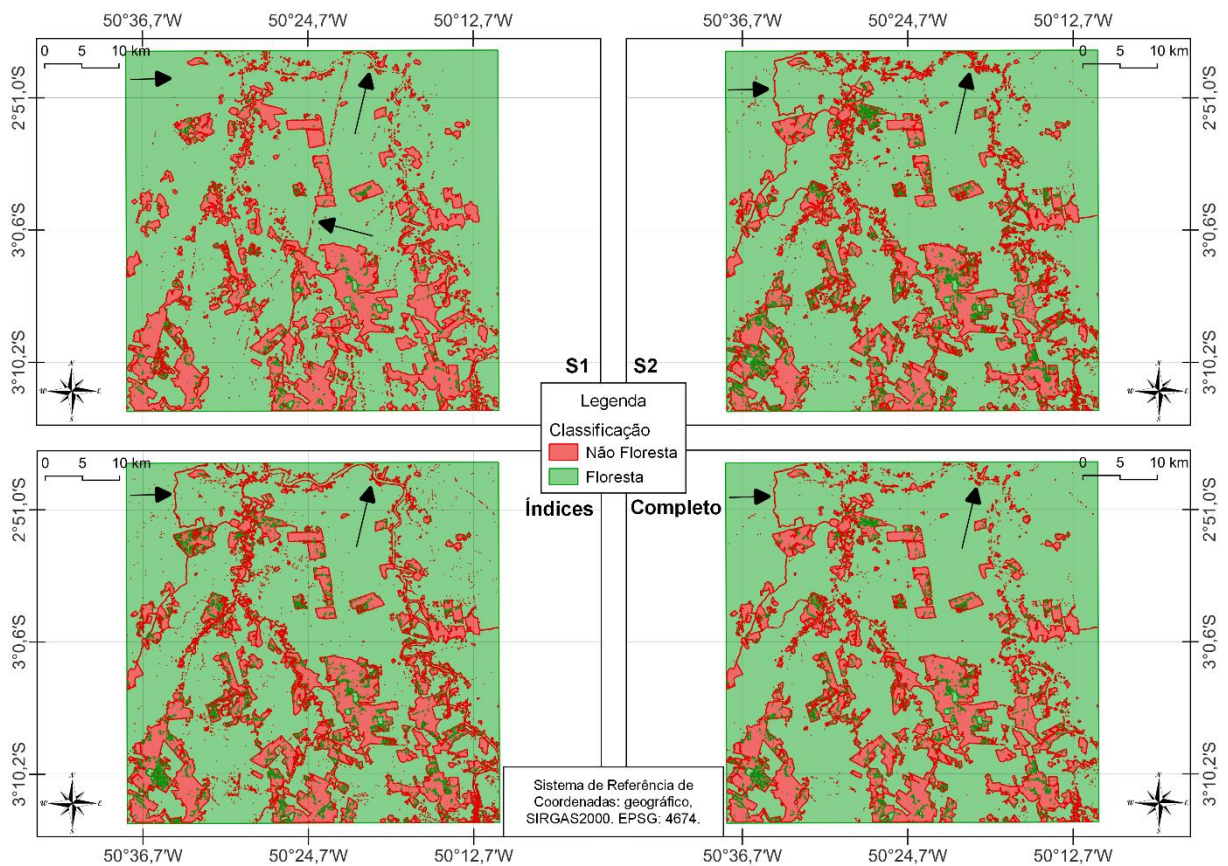 50°36,7'W 50°24,7'W 50°12,7'W 50°36,7'W 50°24,7'W 50°12,7'W
0 5 10 km
0 5 10 km
2°51,0'S
3°0,6'S
3°10,2'S
2°51,0'S
3°0,6'S
3°10,2'S
N
W E
S
N
W E
S
S1
S2
Legenda
Classificação
Não Floresta
Floresta
0 5 10 km
0 5 10 km
Índices
Completo
2°51,0'S
3°0,6'S
3°10,2'S
2°51,0'S
3°0,6'S
3°10,2'S
N
W E
S
N
W E
S
Sistema de Referência de
Coordenadas: geográfico,
SIRGAS2000. EPSG: 4674.
50°36,7'W 50°24,7'W 50°12,7'W 50°36,7'W 50°24,7'W 50°12,7'W